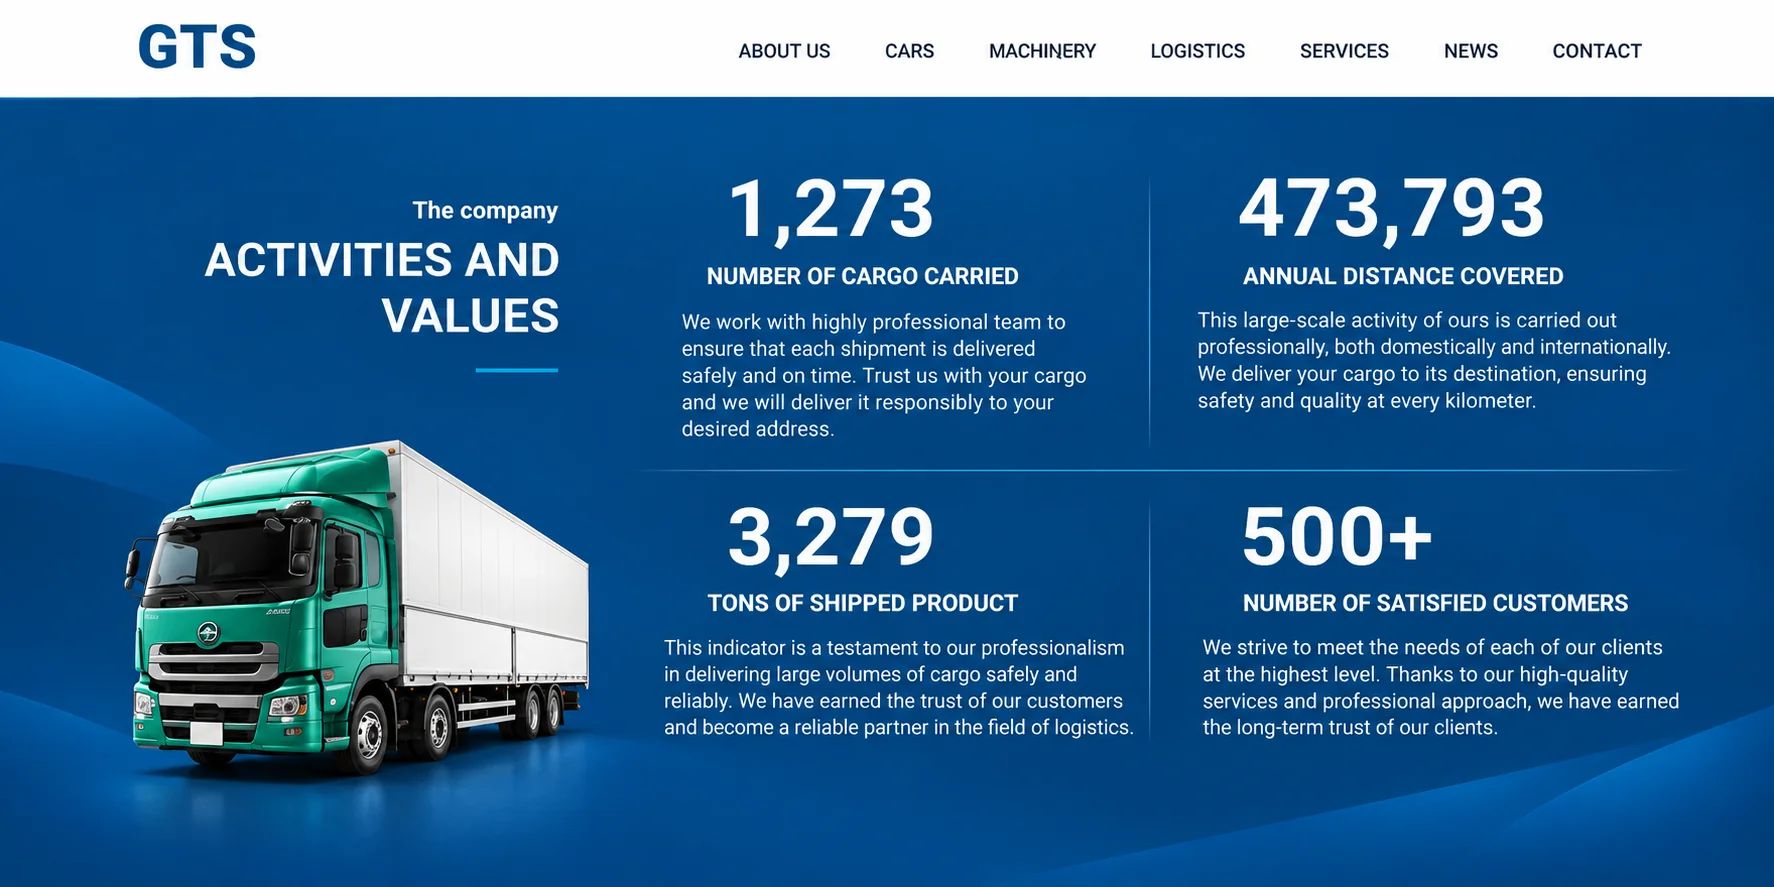 GTS
ABOUT US
CARS
MACHINERY
LOGISTICS
SERVICES
NEWS
CONTACT
The company
ACTIVITIES AND
VALUES
1,273
NUMBER OF CARGO CARRIED
We work with highly professional team to
ensure that each shipment is delivered
safely and on time. Trust us with your cargo
and we will deliver it responsibly to your
desired address.
473,793
ANNUAL DISTANCE COVERED
This large-scale activity of ours is carried out
professionally, both domestically and internationally.
We deliver your cargo to its destination, ensuring
safety and quality at every kilometer.
3,279
TONS OF SHIPPED PRODUCT
This indicator is a testament to our professionalism
in delivering large volumes of cargo safely and
reliably. We have earned the trust of our customers
and become a reliable partner in the field of logistics.
500+
NUMBER OF SATISFIED CUSTOMERS
We strive to meet the needs of each of our clients
at the highest level. Thanks to our high-quality
services and professional approach, we have earned
the long-term trust of our clients.